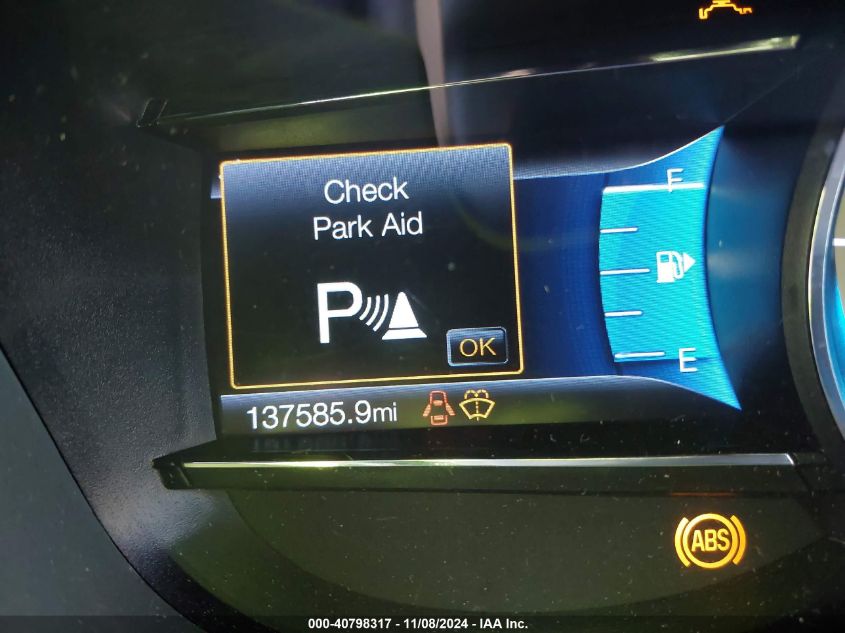 Check
Park Aid
P
OK
F
E
137585.9mi
ABS
000-40798317 - 11/08/2024 - IAA Inc.